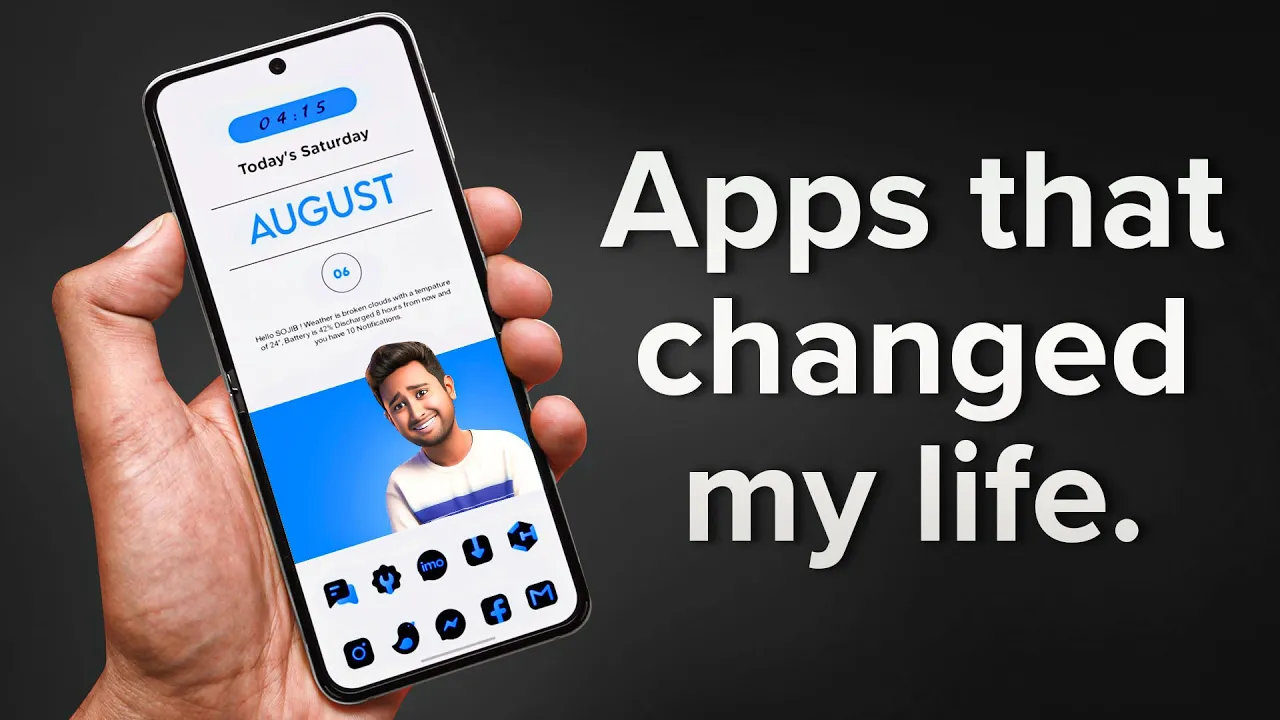 04:15
Today's Saturday
AUGUST
06
Hello SOJIB ! Weather is broken clouds with a tempature
of 24°, Battery is 42% Discharged 8 hours from now and
you have 10 Notifications.
imo
Apps that
changed
my life.